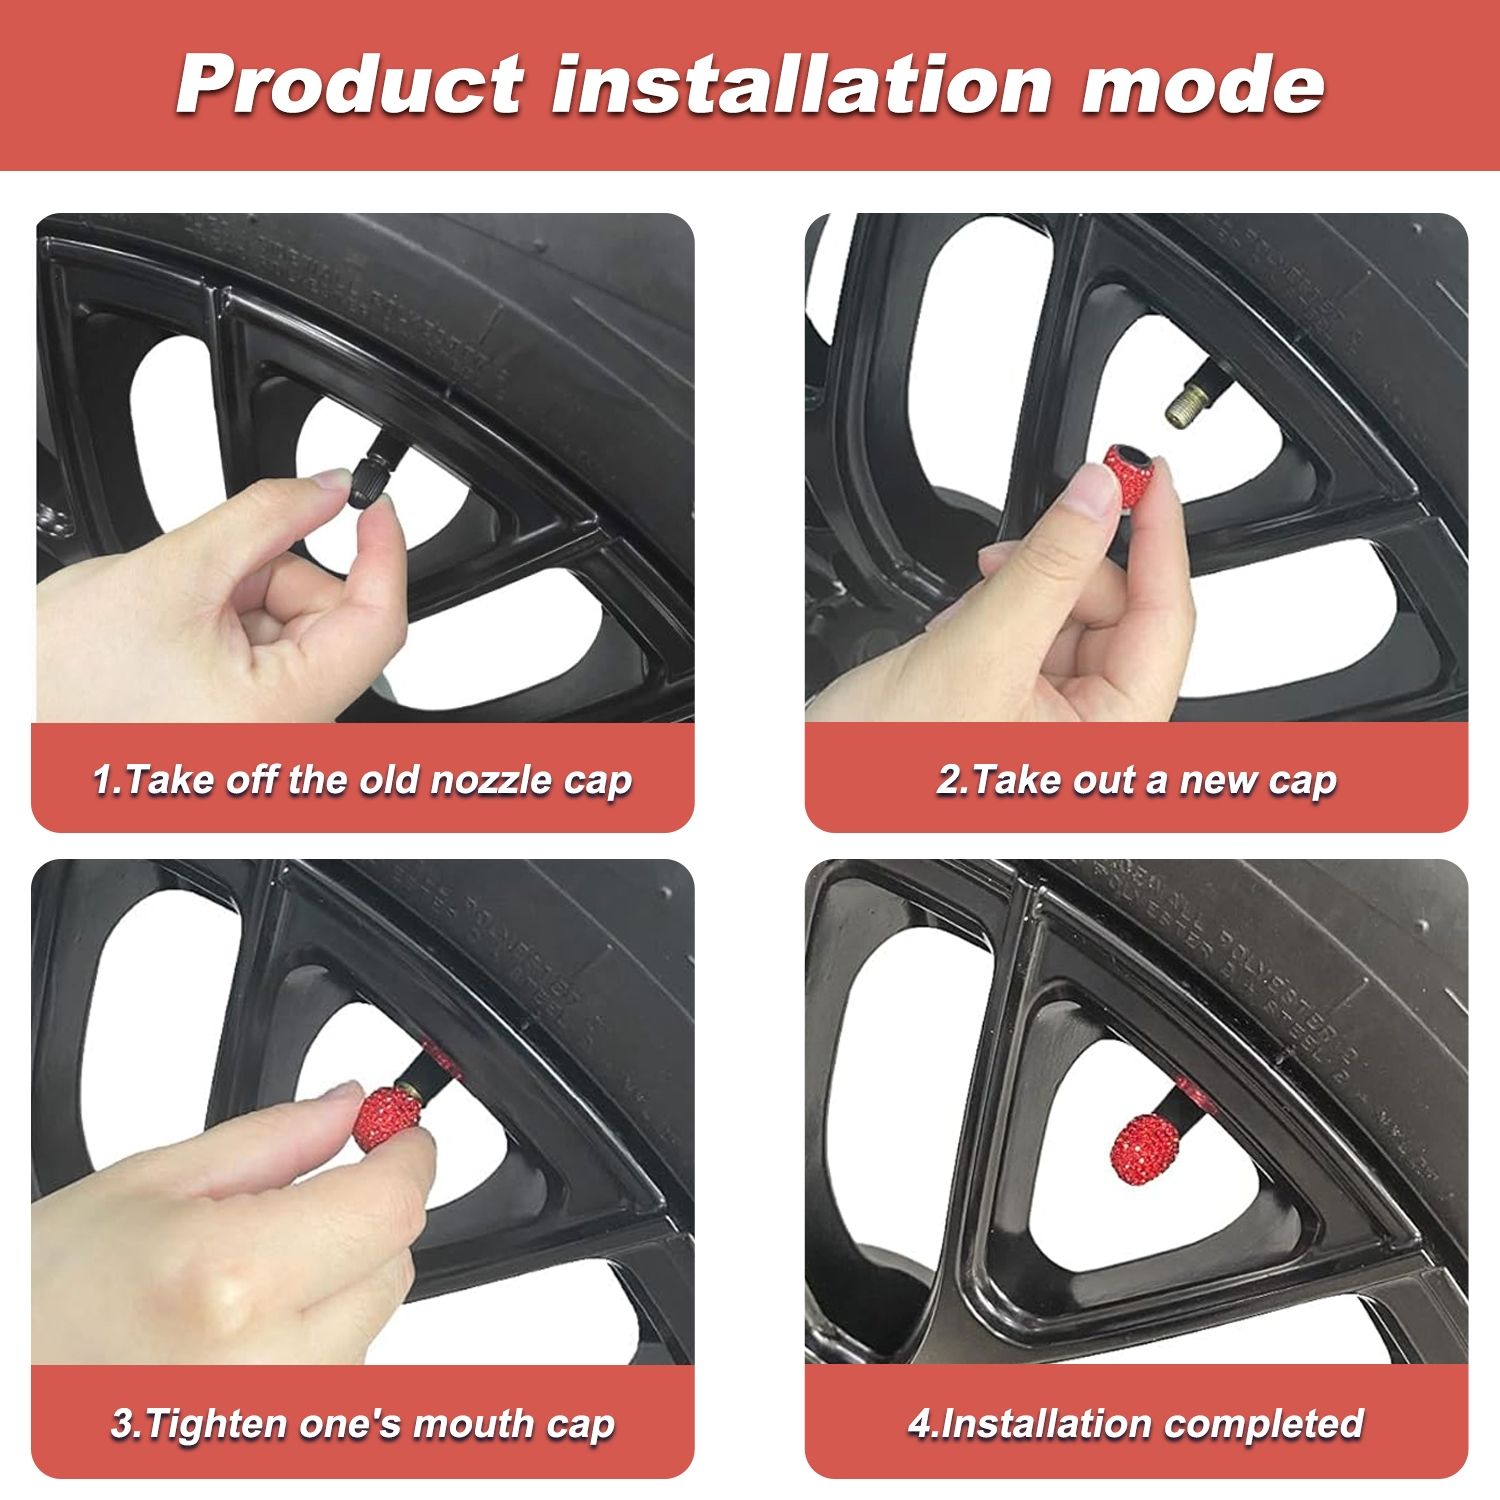 Product installation mode
1.Take off the old nozzle cap
2.Take out a new cap
3.Tighten one's mouth cap
4.Installation completed